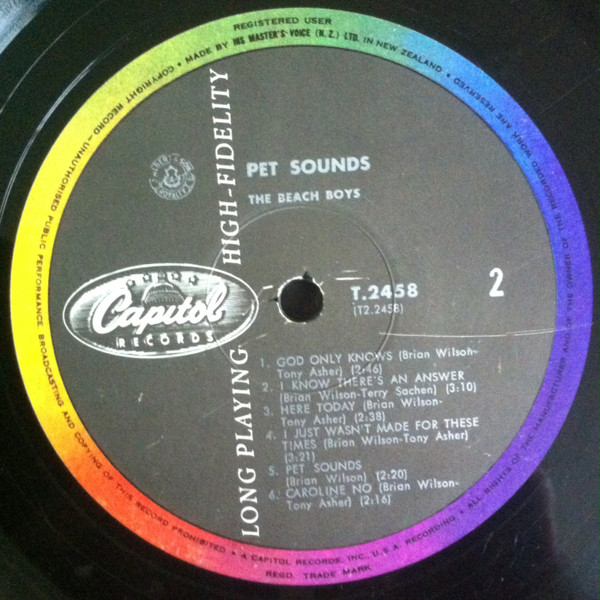 REGISTERED USER
COPYRIGHT RECORD - UNAUTHORISED PUBLIC PERFORMANCE, BROADCASTING AND COPYING OF THIS RECORD PROHIBITED • A CAPITOL RECORDS, INC., U.S.A. RECORDING • ALL RIGHTS OF THE MANUFACTURER AND OF THE OWNER OF THE RECORDED WORK ARE RESERVED •
MADE BY HIS MASTER'S VOICE (N.Z.) LTD. IN NEW ZEALAND •
REGD. TRADE MARK
LONG PLAYING HIGH-FIDELITY
PET SOUNDS
THE BEACH BOYS
Capitol
RECORDS
T.2458
(T2.2458)
2
1. GOD ONLY KNOWS (Brian Wilson-
Tony Asher) (2:46)
2. I KNOW THERE'S AN ANSWER
(Brian Wilson-Terry Sachen) (3:10)
3. HERE TODAY (Brian Wilson-
Tony Asher) (2:38)
4. I JUST WASN'T MADE FOR THESE
TIMES (Brian Wilson-Tony Asher)
(3:21)
5. PET SOUNDS
(Brian Wilson) (2:20)
6. CAROLINE NO (Brian Wilson-
Tony Asher) (2:16)